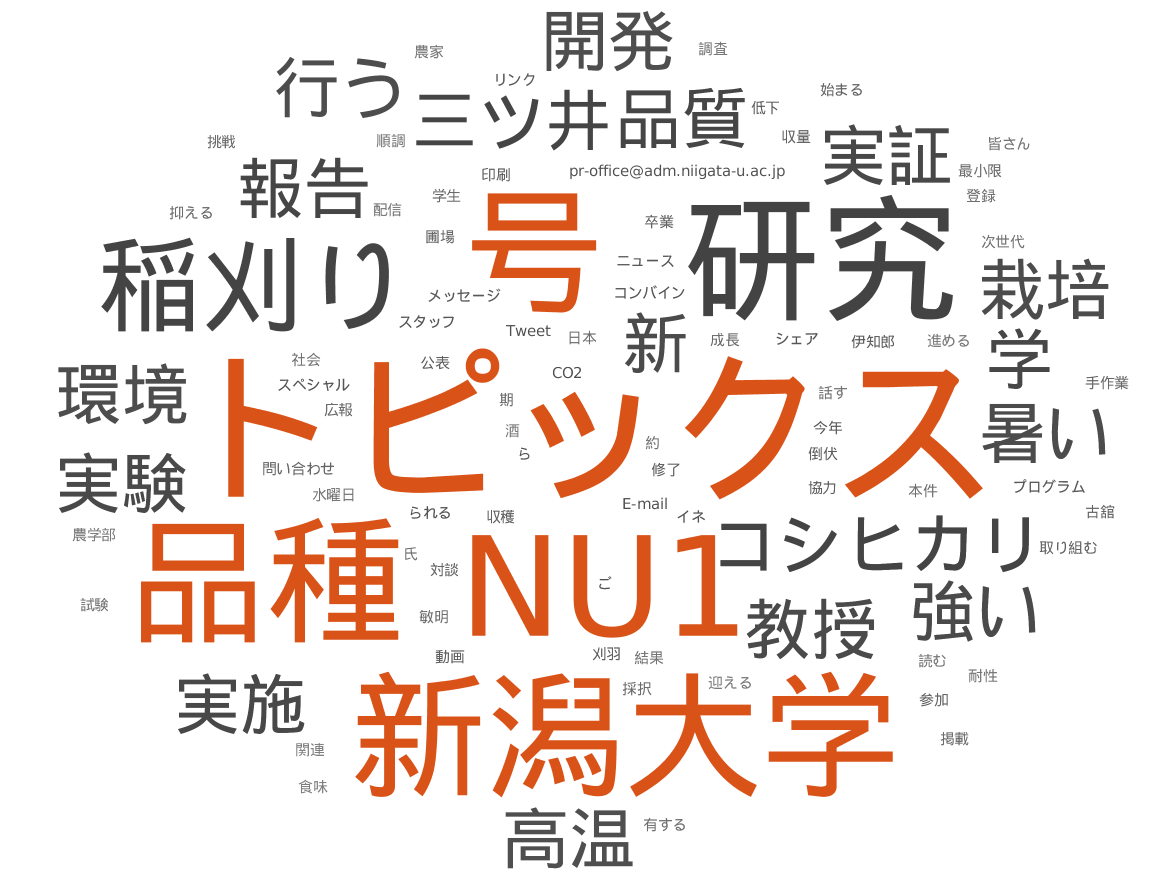 開発
農家
調査
行う
リンク
三ツ井品質
低下
始まる
挑戦
順調
収量
実証
皆さん
報告
印刷
pr-office@adm.niigata-u.ac.jp
最小限
抑える
配信
学生
号
卒業
研究
登録
圃場
稲刈り
ニュース
次世代
メッセージ
コンバイン
栽培
スタッフ
Tweet
日本
新
成長
シェア
伊知郎
進める
学
環境
社会
公表
スペシャル
CO2
手作業
トピックス
広報
期
話す
酒
今年
暑い
ら
約
倒伏
実験
問い合わせ
修了
水曜日
協力
本件
プログラム
られる
収穫
E-mail
イネ
古舘
農学部
品種
氏
NU1
コシヒカリ
取り組む
対談
ご
試験
敏明
教授
強い
動画
刈羽
結果
読む
実施
新潟大学
採択
迎える
耐性
参加
関連
掲載
食味
高温
有する